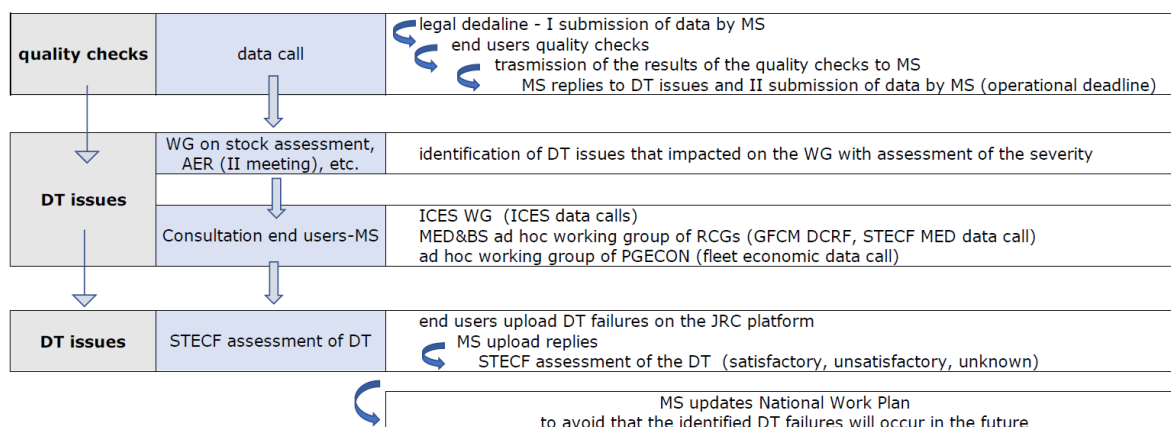 quality checks
data call
legal dedaline - I submission of data by MS
end users quality checks
trasmission of the results of the quality checks to MS
MS replies to DT issues and II submission of data by MS (operational deadline)
DT issues
WG on stock assessment,
AER (II meeting), etc.
identification of DT issues that impacted on the WG with assessment of the severity
Consultation end users-MS
ICES WG (ICES data calls)
MED&BS ad hoc working group of RCGs (GFCM DCRF, STECF MED data call)
ad hoc working group of PGECON (fleet economic data call)
DT issues
STECF assessment of DT
end users upload DT failures on the JRC platform
MS upload replies
STECF assessment of the DT (satisfactory, unsatisfactory, unknown)
MS updates National Work Plan
to avoid that the identified DT failures will occur in the future